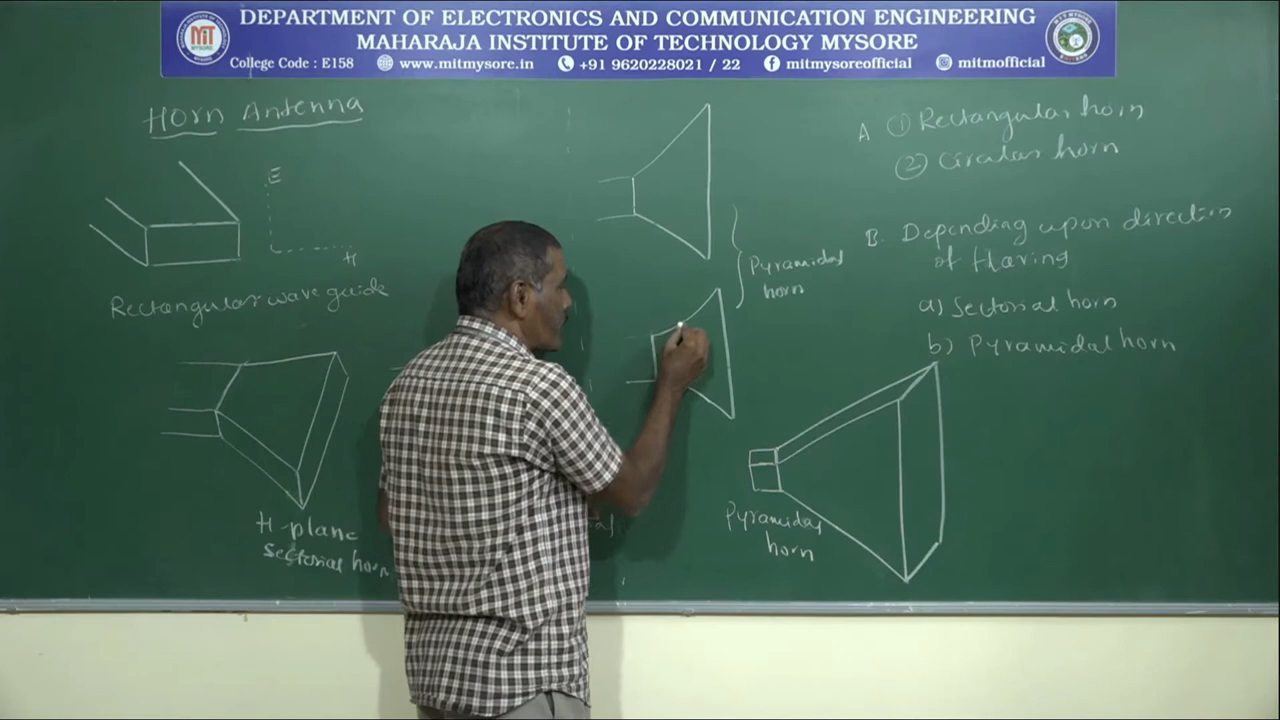 DEPARTMENT OF ELECTRONICS AND COMMUNICATION ENGINEERING
MAHARAJA INSTITUTE OF TECHNOLOGY MYSORE
College Code : E158 www.mitmysore.in +91 9620228021 / 22 mitmysoreofficial mitmofficial
MIT
MYSORE
Horn Antenna
E
H
Rectangular wave guide
H-plane
sectorial horn
Pyramidal
horn
Pyramidal
horn
A ① Rectangular horn
② Circular horn
B. Depending upon direction
of flaring
a) Sectorial horn
b) Pyramidal horn